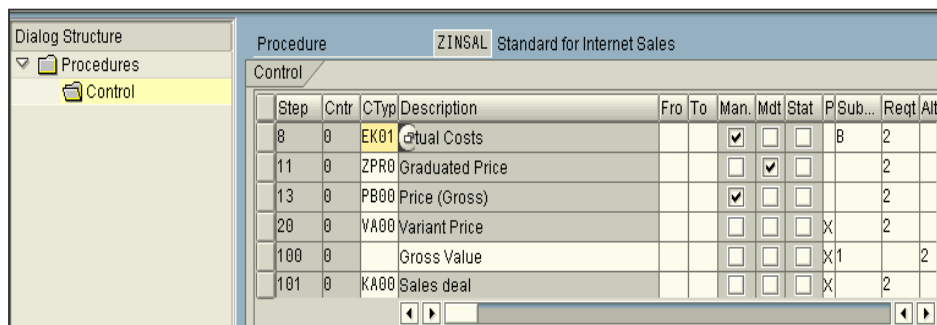 Dialog Structure
Procedures
Control
Procedure ZINSAL Standard for Internet Sales
Control
Step Cntr CTyp Description Fro To Man. Mdt Stat P Sub... Reqt Alt
8 0 EK01 ctual Costs B 2
11 0 ZPR0 Graduated Price 2
13 0 PB00 Price (Gross) 2
20 0 VA00 Variant Price X 2
100 0 Gross Value X 1 2
101 0 KA00 Sales deal X 2